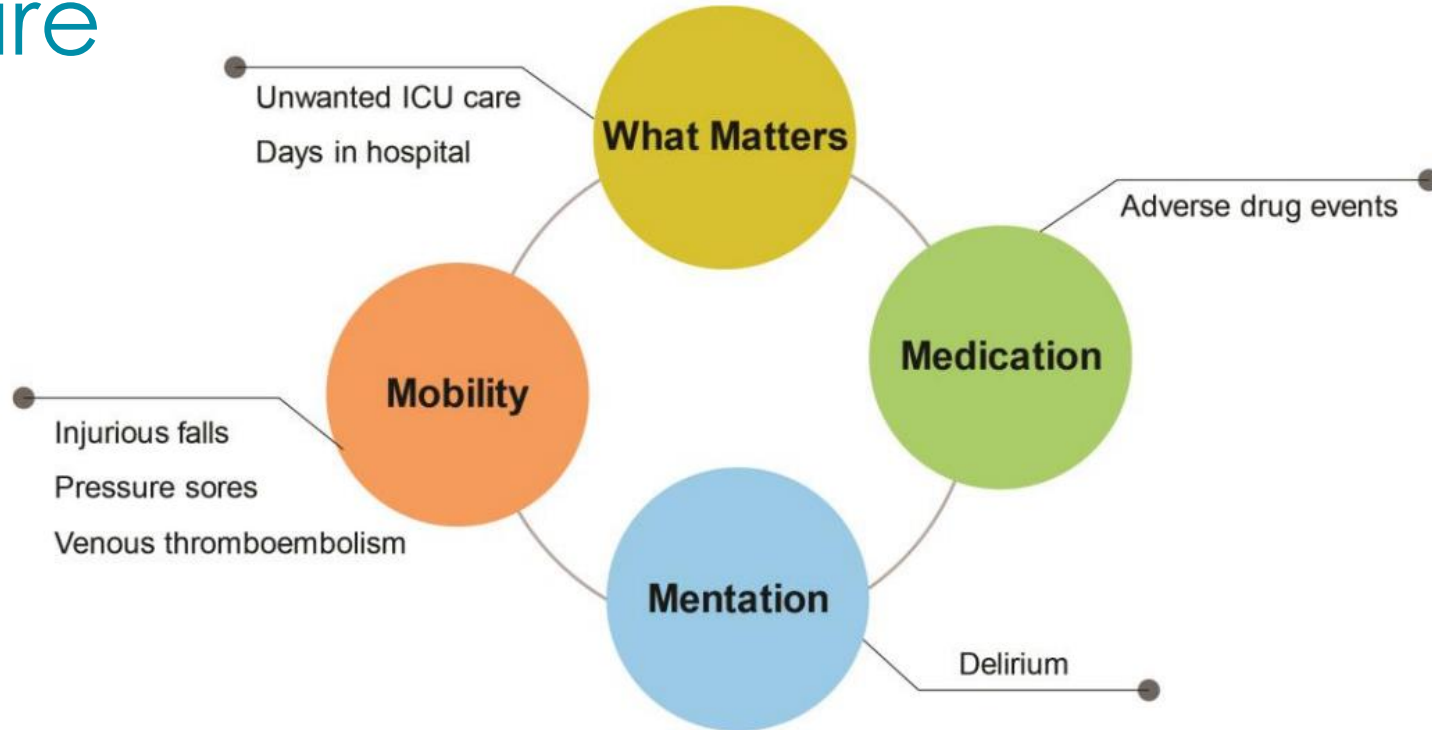 Unwanted ICU care
Days in hospital
What Matters
Adverse drug events
Medication
Mobility
Injurious falls
Pressure sores
Venous thromboembolism
Mentation
Delirium